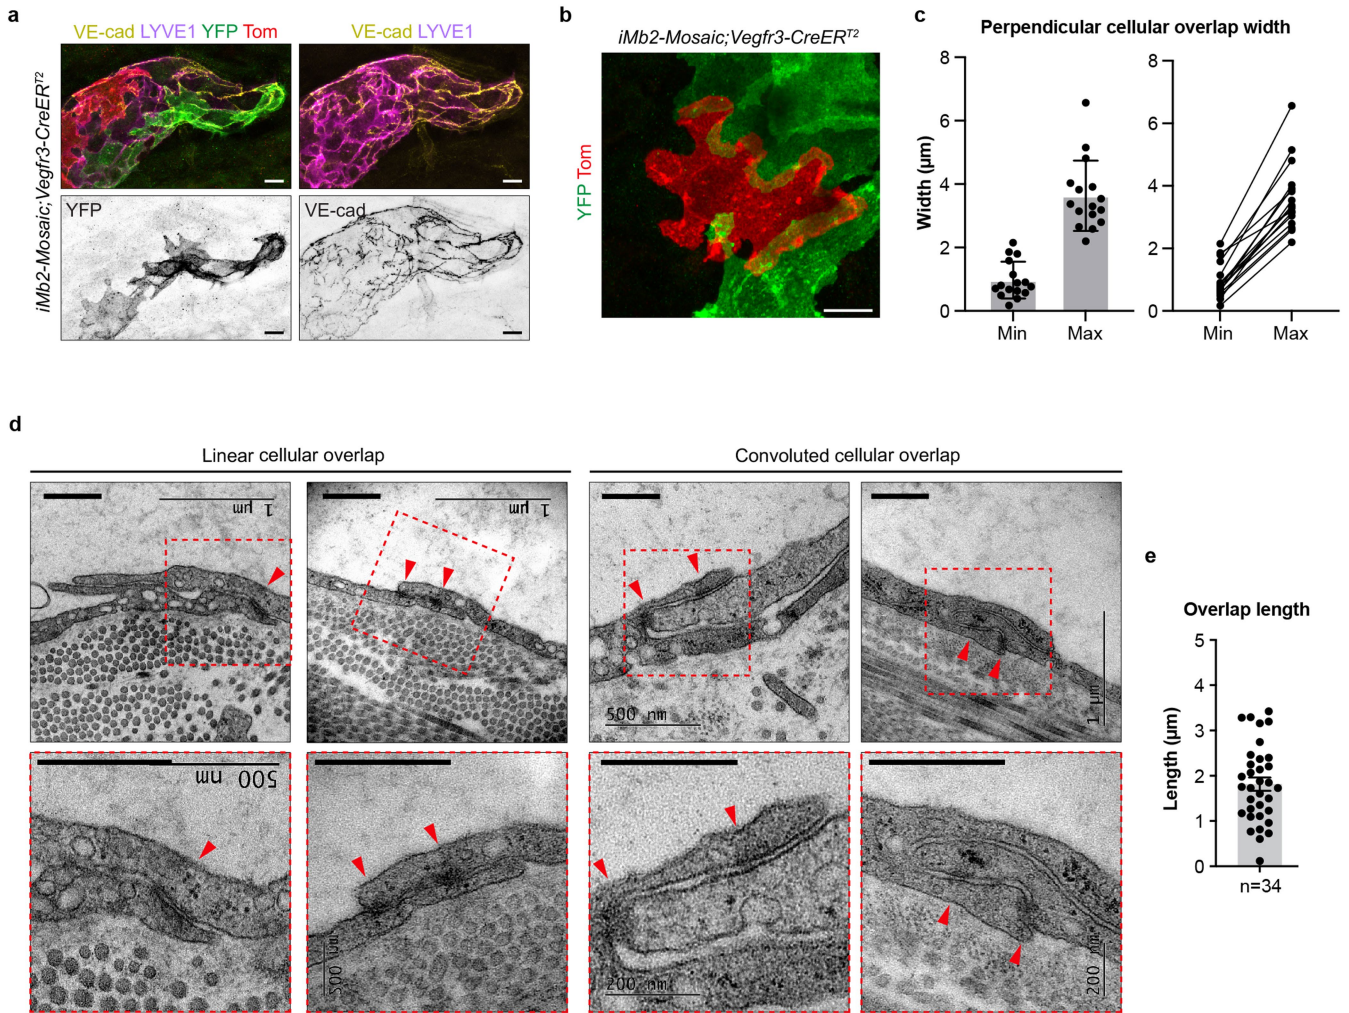 a
VE-cad LYVE1 YFP Tom
VE-cad LYVE1
iMb2-Mosaic;Vegfr3-CreERT2
YFP
VE-cad
b
iMb2-Mosaic;Vegfr3-CreERT2
YFP Tom
c
Perpendicular cellular overlap width
Width (µm)
8
6
4
2
0
Min
Max
8
6
4
2
0
Min
Max
d
Linear cellular overlap
Convoluted cellular overlap
1 µm
1 µm
500 nm
1 µm
500 nm
500 nm
200 nm
200 nm
e
Overlap length
Length (µm)
5
4
3
2
1
0
n=34